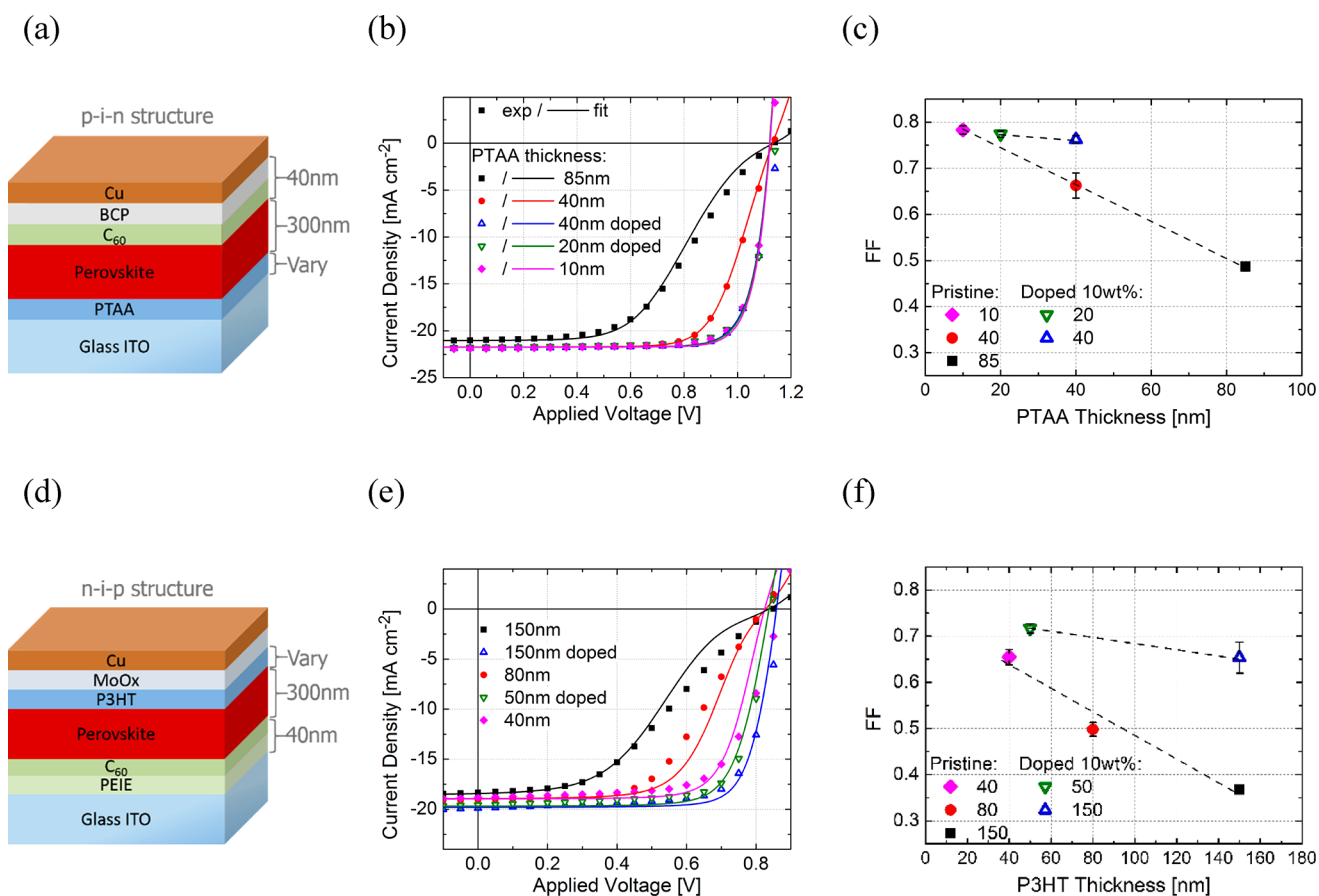 (a)
p-i-n structure
Cu
BCP
C60
Perovskite
PTAA
Glass ITO
40nm
300nm
Vary
(b)
exp / —— fit
PTAA thickness:
/ —— 85nm
/ —— 40nm
/ —— 40nm doped
/ —— 20nm doped
/ —— 10nm
0
-5
-10
-15
-20
-25
Current Density [mA cm-2]
0.0 0.2 0.4 0.6 0.8 1.0 1.2
Applied Voltage [V]
(c)
0.8
0.7
0.6
0.5
0.4
0.3
FF
Pristine: Doped 10wt%:
10 20
40 40
85
0 20 40 60 80 100
PTAA Thickness [nm]
(d)
n-i-p structure
Cu
MoOx
P3HT
Perovskite
C60
PEIE
Glass ITO
Vary
300nm
40nm
(e)
150nm
150nm doped
80nm
50nm doped
40nm
0
-5
-10
-15
-20
Current Density [mA cm-2]
0.0 0.2 0.4 0.6 0.8
Applied Voltage [V]
(f)
0.8
0.7
0.6
0.5
0.4
0.3
FF
Pristine: Doped 10wt%:
40 50
80 150
150
0 20 40 60 80 100 120 140 160 180
P3HT Thickness [nm]